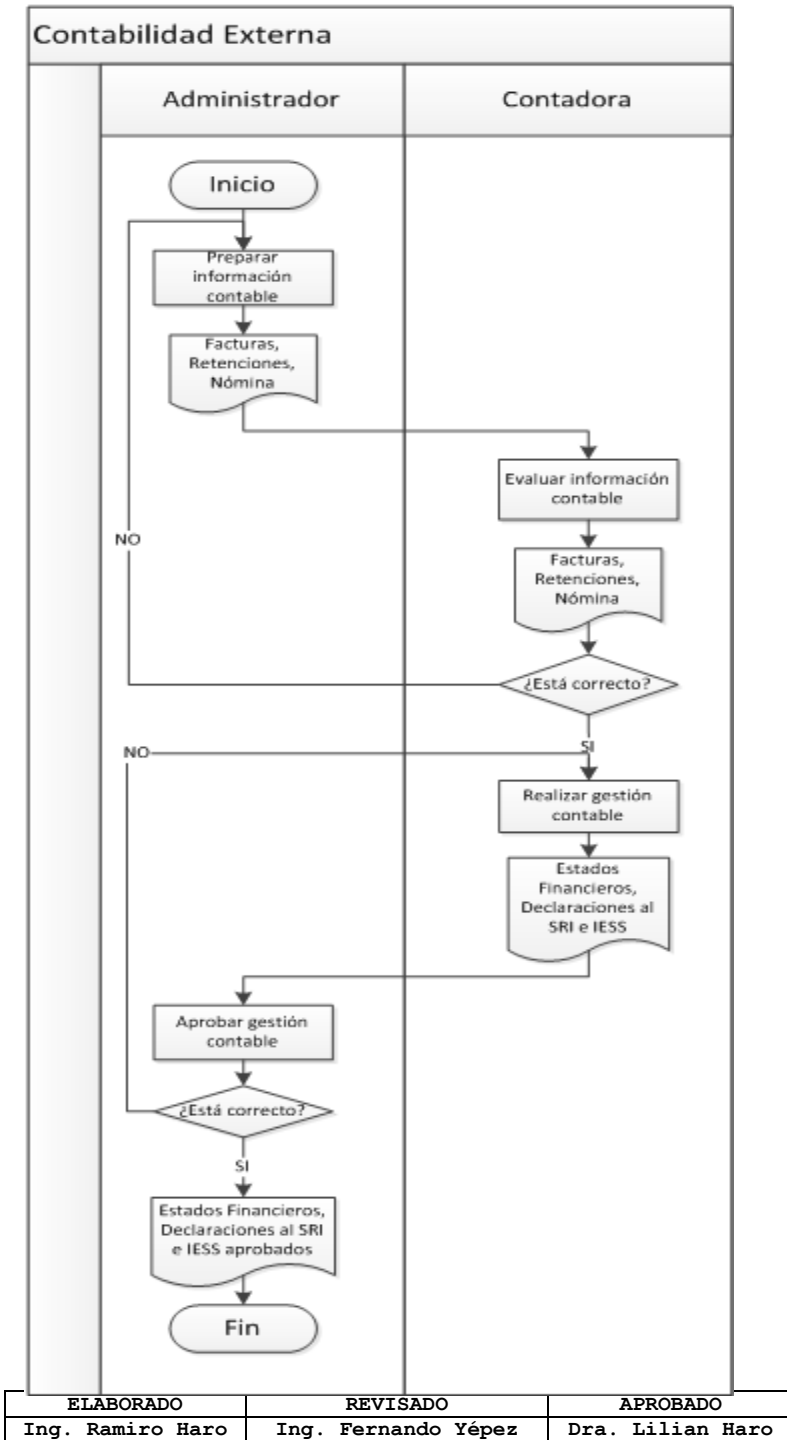 Contabilidad Externa
Administrador
Contadora
Inicio
Preparar
información
contable
Facturas,
Retenciones,
Nómina
Evaluar información
contable
NO
Facturas,
Retenciones,
Nómina
¿Está correcto?
SI
NO
Realizar gestión
contable
Estados
Financieros,
Declaraciones al
SRI e IESS
Aprobar gestión
contable
¿Está correcto?
SI
Estados Financieros,
Declaraciones al SRI
e IESS aprobados
Fin
ELABORADO REVISADO APROBADO
Ing. Ramiro Haro Ing. Fernando Yépez Dra. Lilian Haro